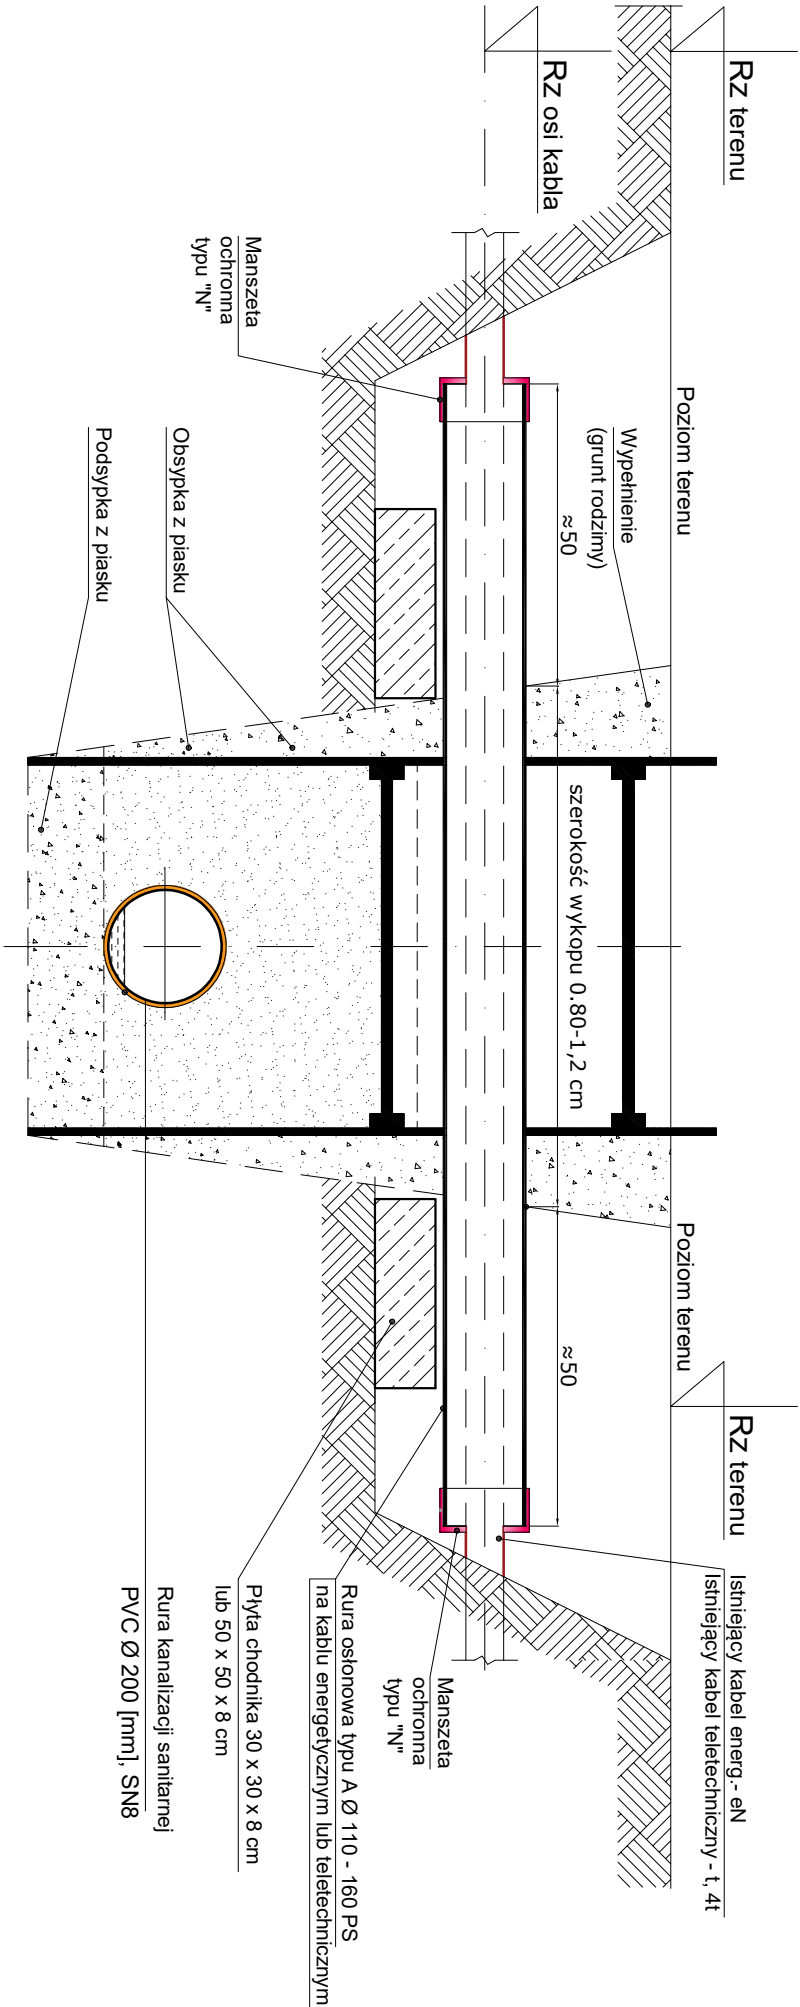 Rz terenu
Rz osi kabla
Manszeta
ochronna
typu "N"
Poziom terenu
Wypełnienie
(grunt rodzimy)
≈50
Obsypka z piasku
Podsypka z piasku
szerokość wykopu 0.80-1,2 cm
Poziom terenu
≈50
Rz terenu
Istniejący kabel energ.- eN
Istniejący kabel teletechniczny - t, 4t
Manszeta
ochronna
typu "N"
Rura osłonowa typu A Ø 110 - 160 PS
na kablu energetycznym lub teletechnicznym
Płyta chodnika 30 x 30 x 8 cm
lub 50 x 50 x 8 cm
Rura kanalizacji sanitarnej
PVC Ø 200 [mm], SN8